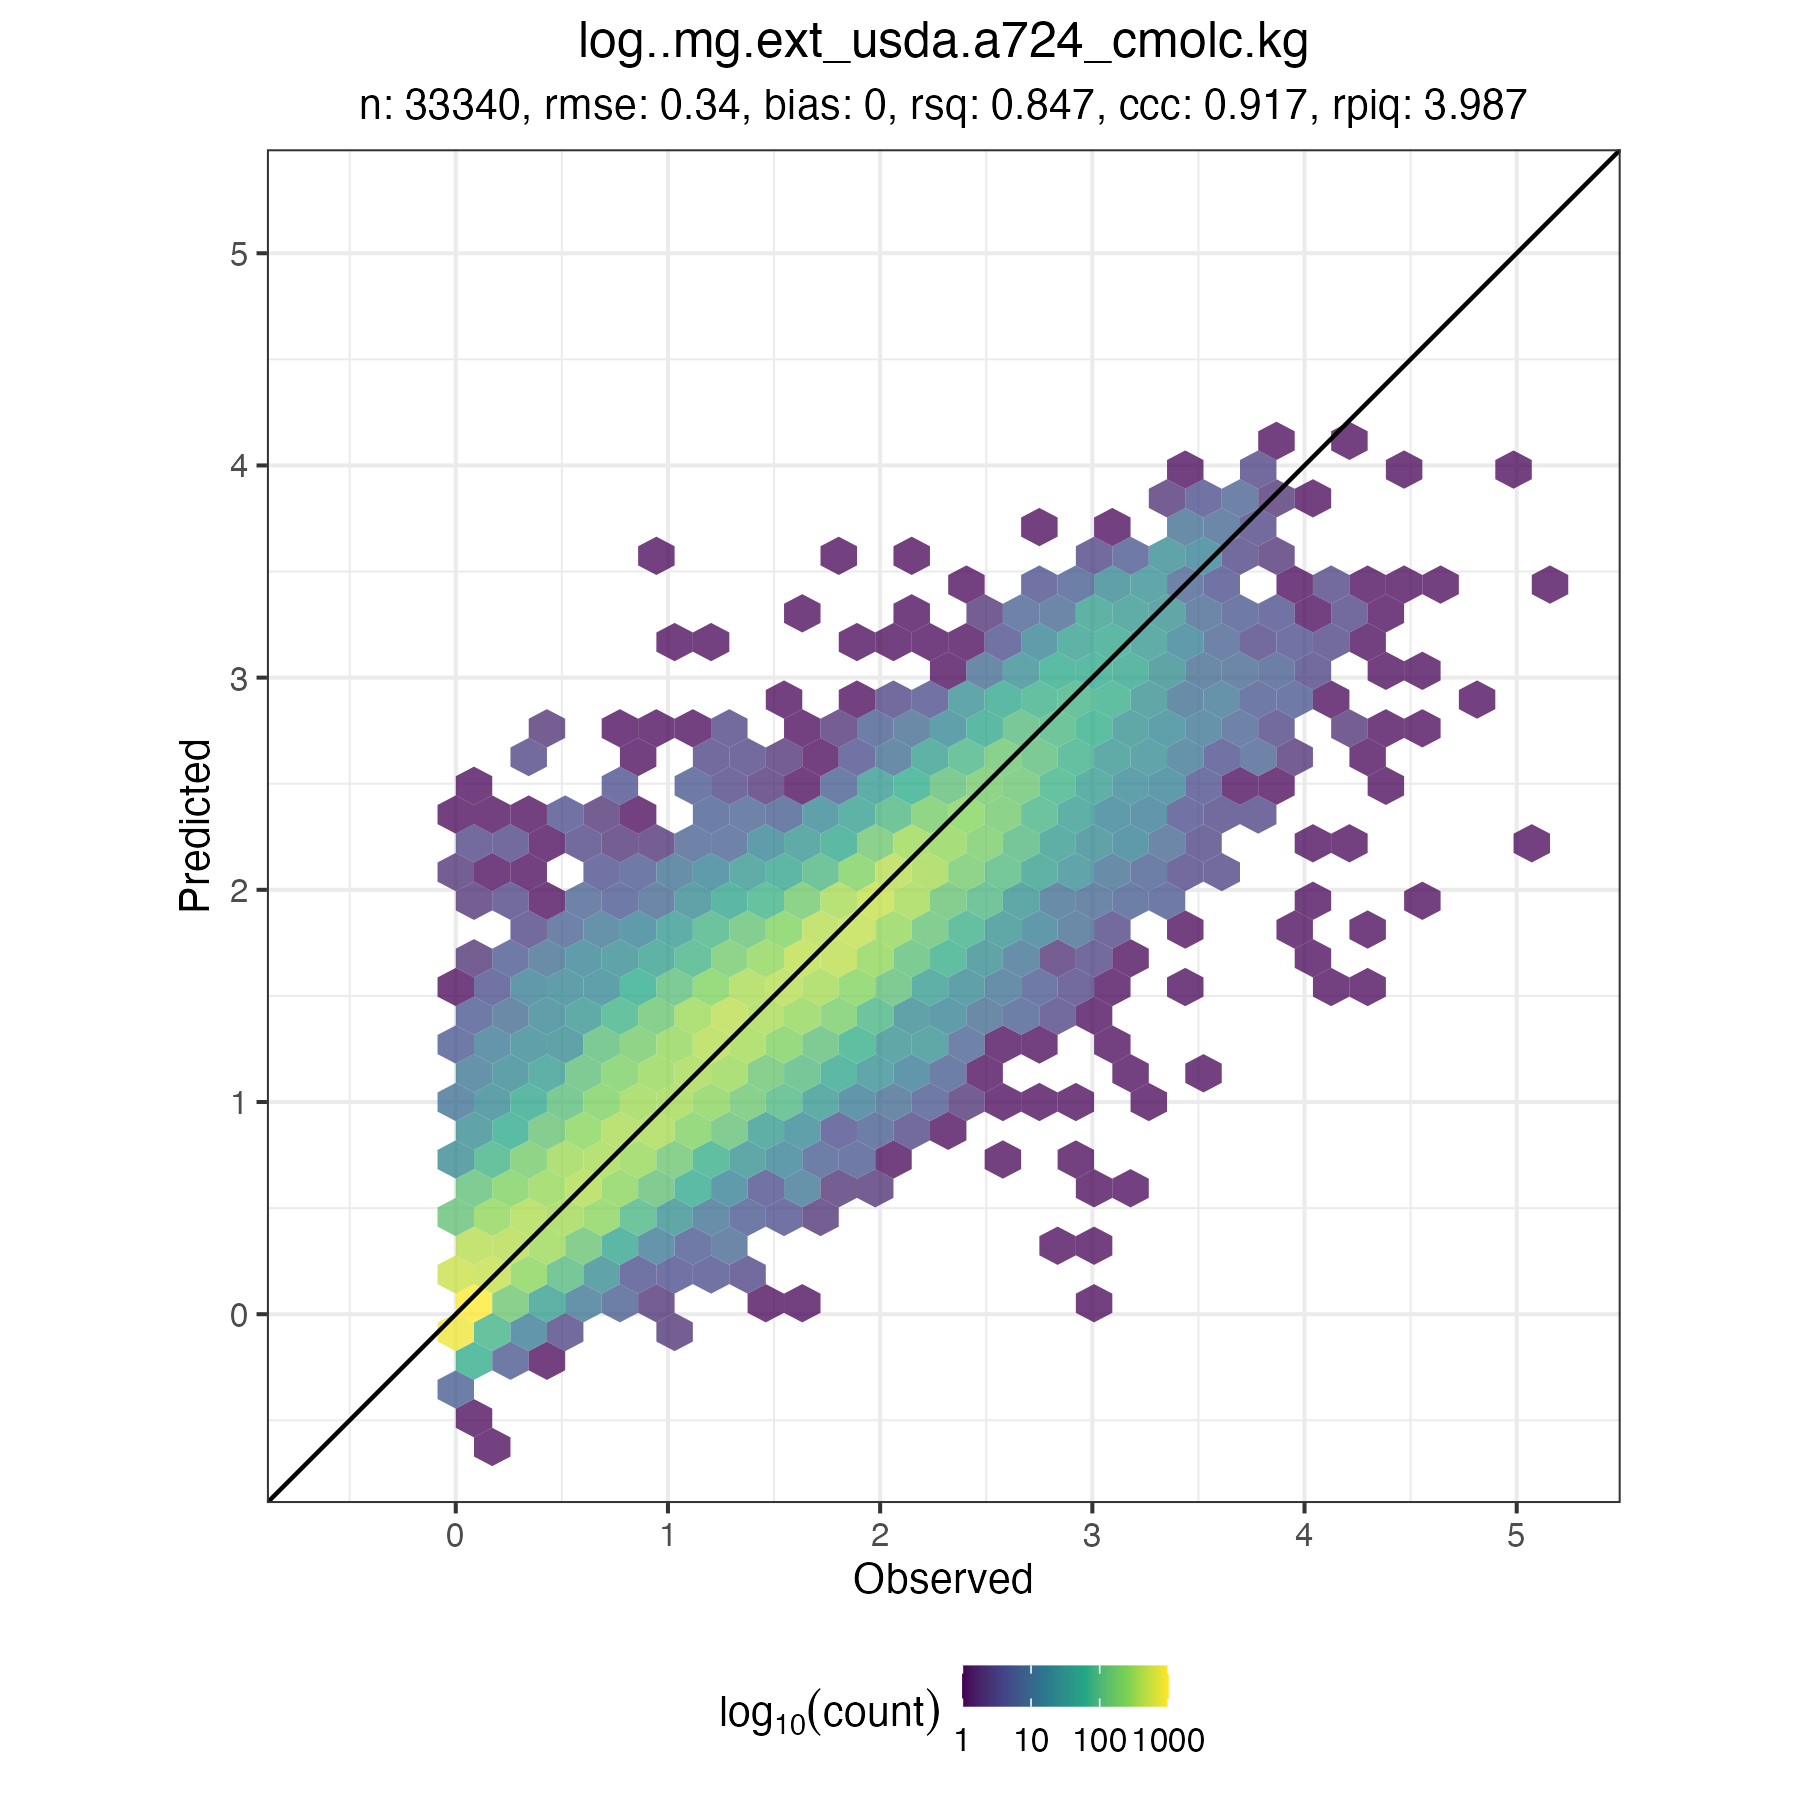 log..mg.ext_usda.a724_cmolc.kg
n: 33340, rmse: 0.34, bias: 0, rsq: 0.847, ccc: 0.917, rpiq: 3.987
5
4
3
2
1
0
Predicted
0 1 2 3 4 5
Observed
log10(count)
1 10 100 1000